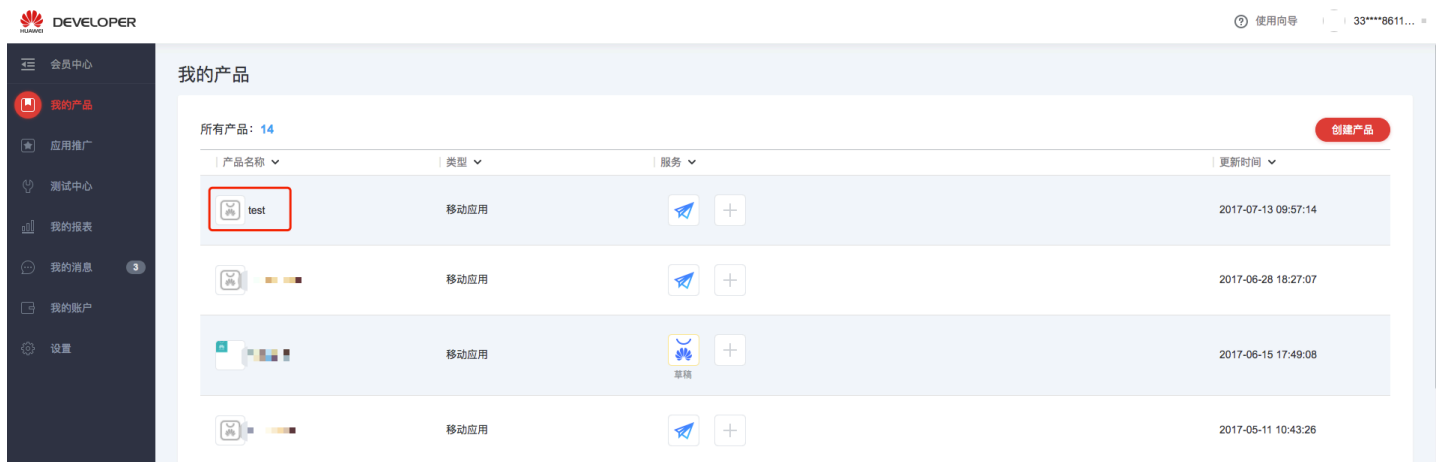 HUAWEI DEVELOPER
使用向导 33****8611...
会员中心
我的产品
应用推广
测试中心
我的报表
我的消息 3
我的账户
设置
我的产品
所有产品：14
创建产品
产品名称 类型 服务 更新时间
test 移动应用 2017-07-13 09:57:14
移动应用 2017-06-28 18:27:07
移动应用 草稿 2017-06-15 17:49:08
移动应用 2017-05-11 10:43:26